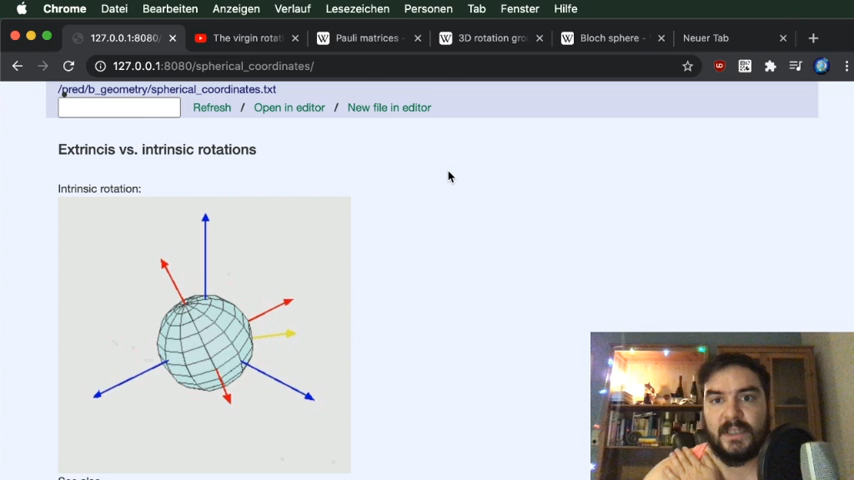 Chrome Datei Bearbeiten Anzeigen Verlauf Lesezeichen Personen Tab Fenster Hilfe
127.0.0.1:8080/ The virgin rotat Pauli matrices - 3D rotation gro Bloch sphere - Neuer Tab
127.0.0.1:8080/spherical_coordinates/
/pred/b_geometry/spherical_coordinates.txt
Refresh / Open in editor / New file in editor
Extrincis vs. intrinsic rotations
Intrinsic rotation:
See also